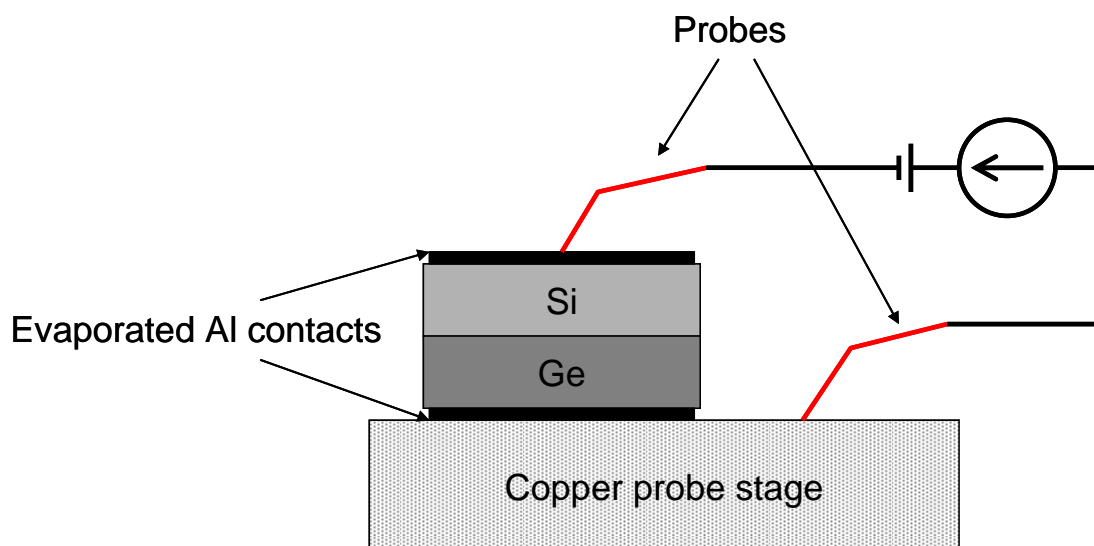 Probes
Si
Evaporated Al contacts
Ge
Copper probe stage